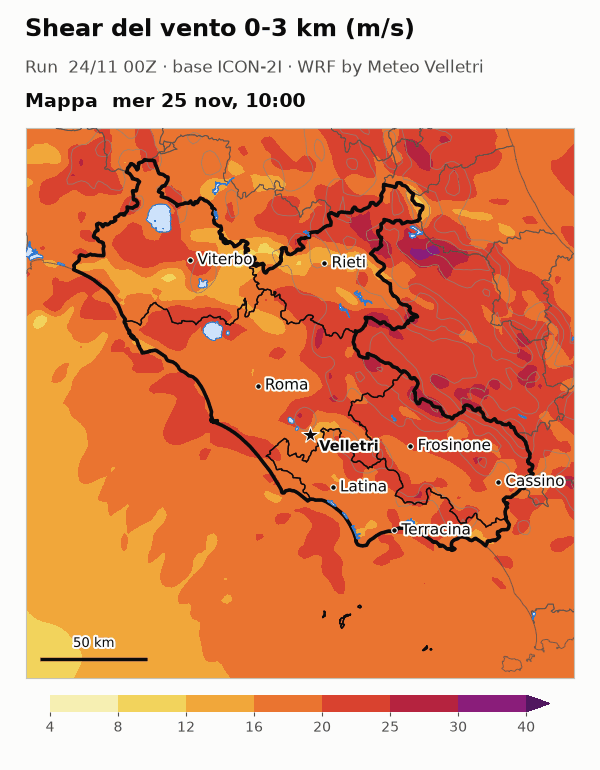 Shear del vento 0-3 km (m/s)
Run  24/11 00Z · base ICON-2I · WRF by Meteo Velletri
Mappa  mer 25 nov, 10:00
Viterbo
Rieti
Roma
Velletri
Frosinone
Latina
Cassino
Terracina
50 km
4 8 12 16 20 25 30 40